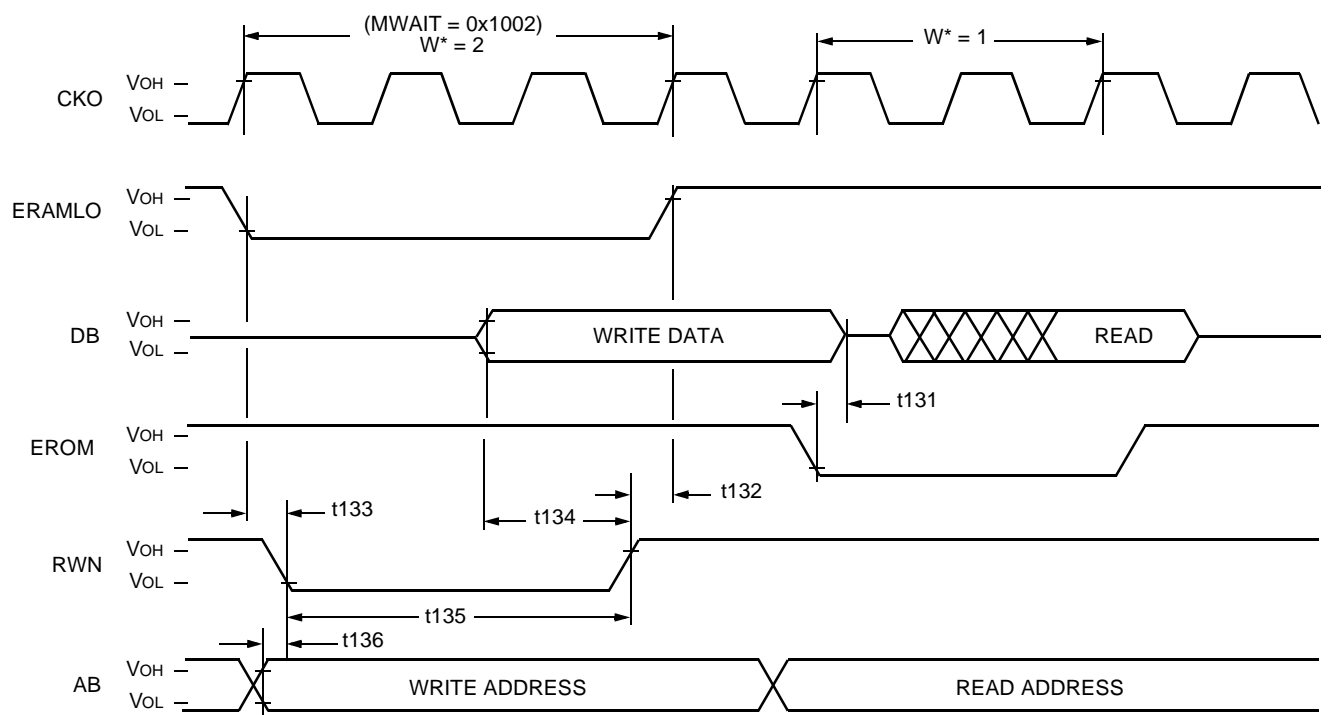 (MWAIT = 0x1002)
W* = 2
W* = 1
CKO
VOH
VOL
ERAMLO
VOH
VOL
DB
VOH
VOL
WRITE DATA
READ
t131
EROM
VOH
VOL
t132
t133
t134
RWN
VOH
VOL
t135
t136
AB
VOH
VOL
WRITE ADDRESS
READ ADDRESS